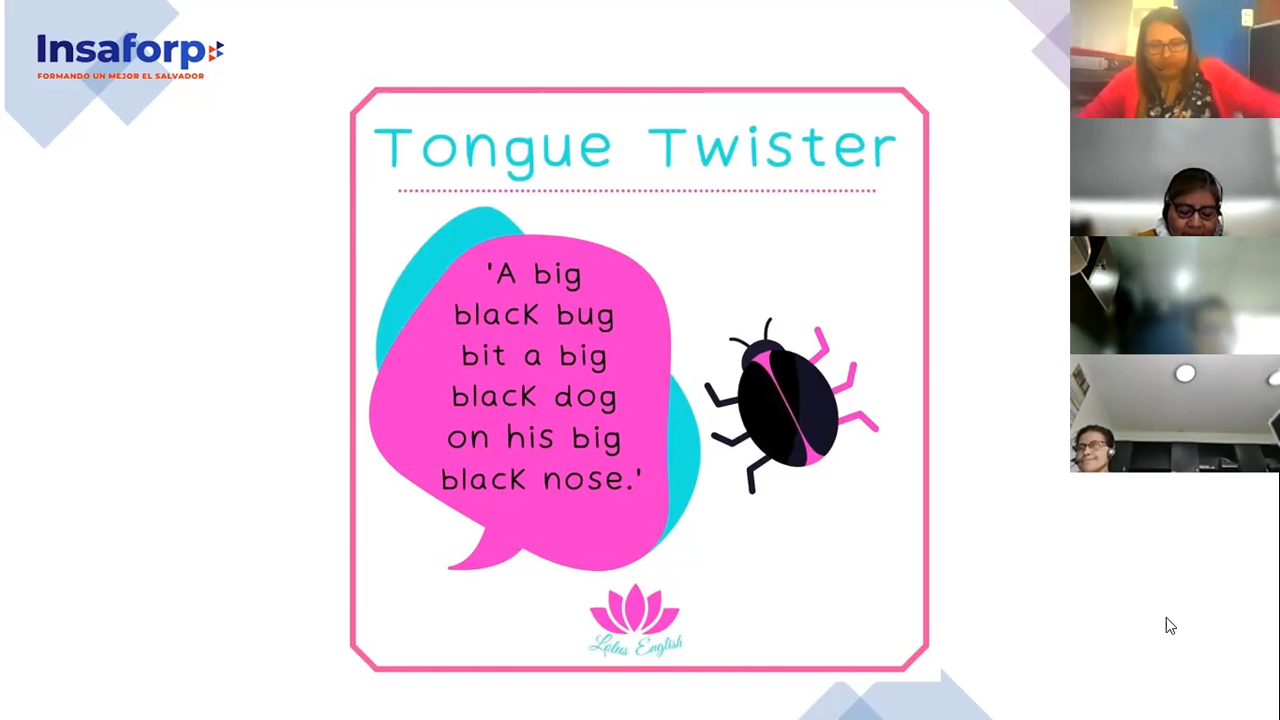 Insaforp
FORMANDO UN MEJOR EL SALVADOR
Tongue Twister
'A big
black bug
bit a big
black dog
on his big
black nose.'
Lotus English